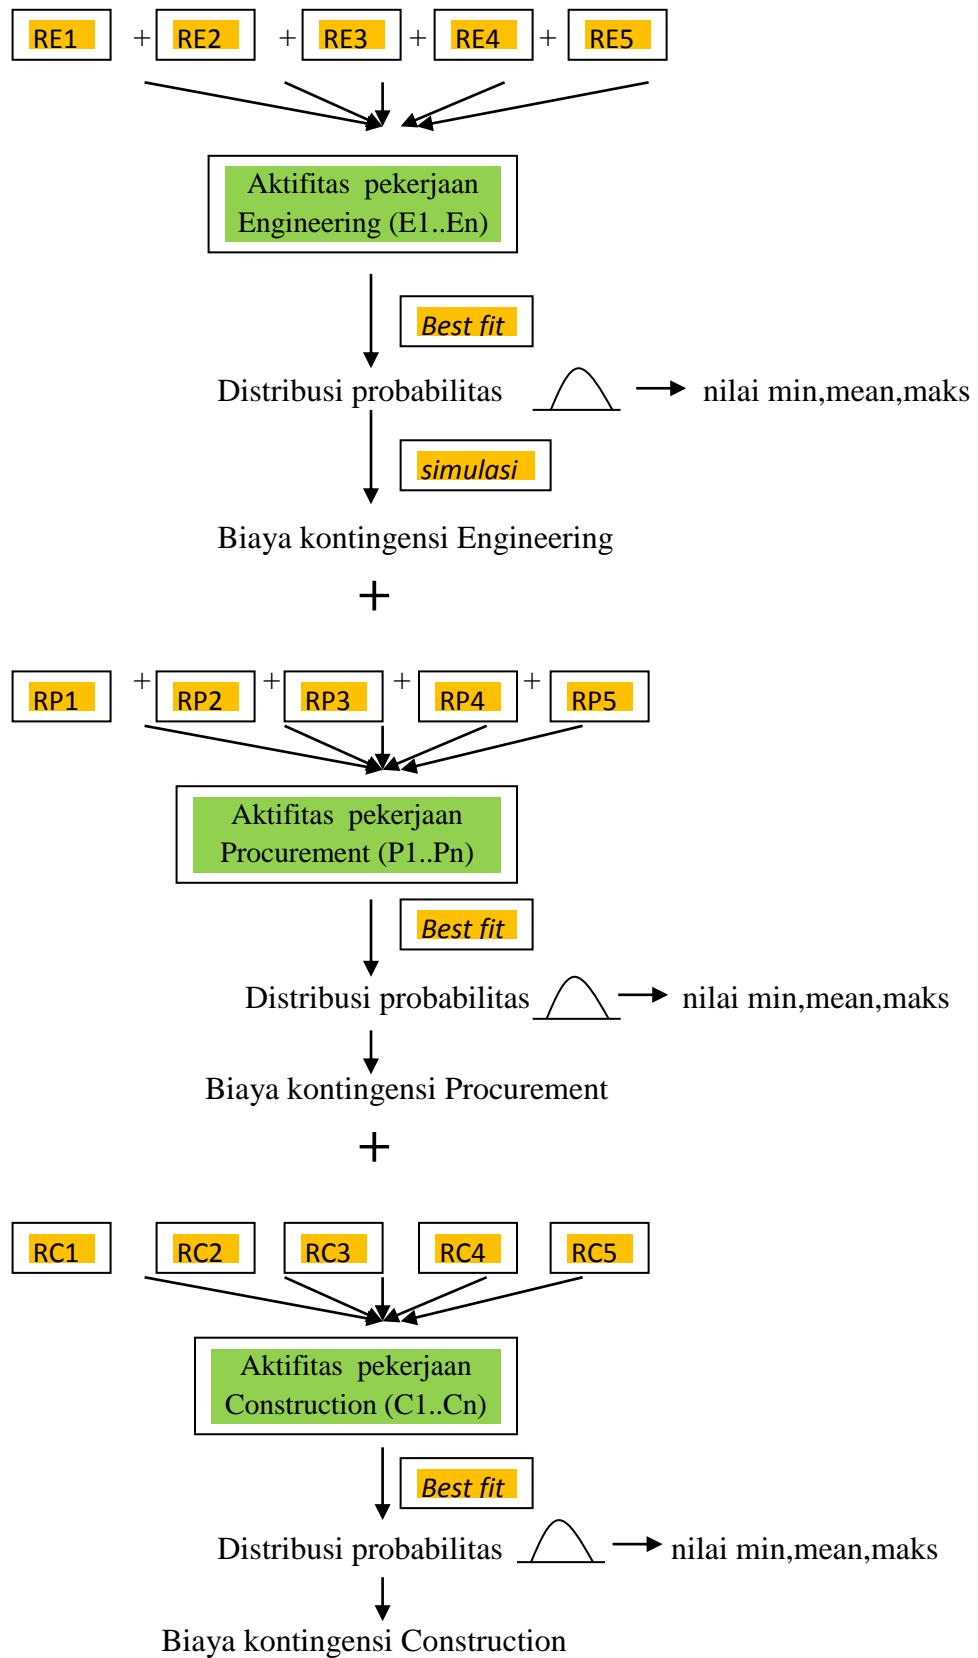 RE1 + RE2 + RE3 + RE4 + RE5
Aktifitas pekerjaan
Engineering (E1..En)
Best fit
Distribusi probabilitas nilai min,mean,maks
simulasi
Biaya kontingensi Engineering
+
RP1 + RP2 + RP3 + RP4 + RP5
Aktifitas pekerjaan
Procurement (P1..Pn)
Best fit
Distribusi probabilitas nilai min,mean,maks
Biaya kontingensi Procurement
+
RC1 RC2 RC3 RC4 RC5
Aktifitas pekerjaan
Construction (C1..Cn)
Best fit
Distribusi probabilitas nilai min,mean,maks
Biaya kontingensi Construction